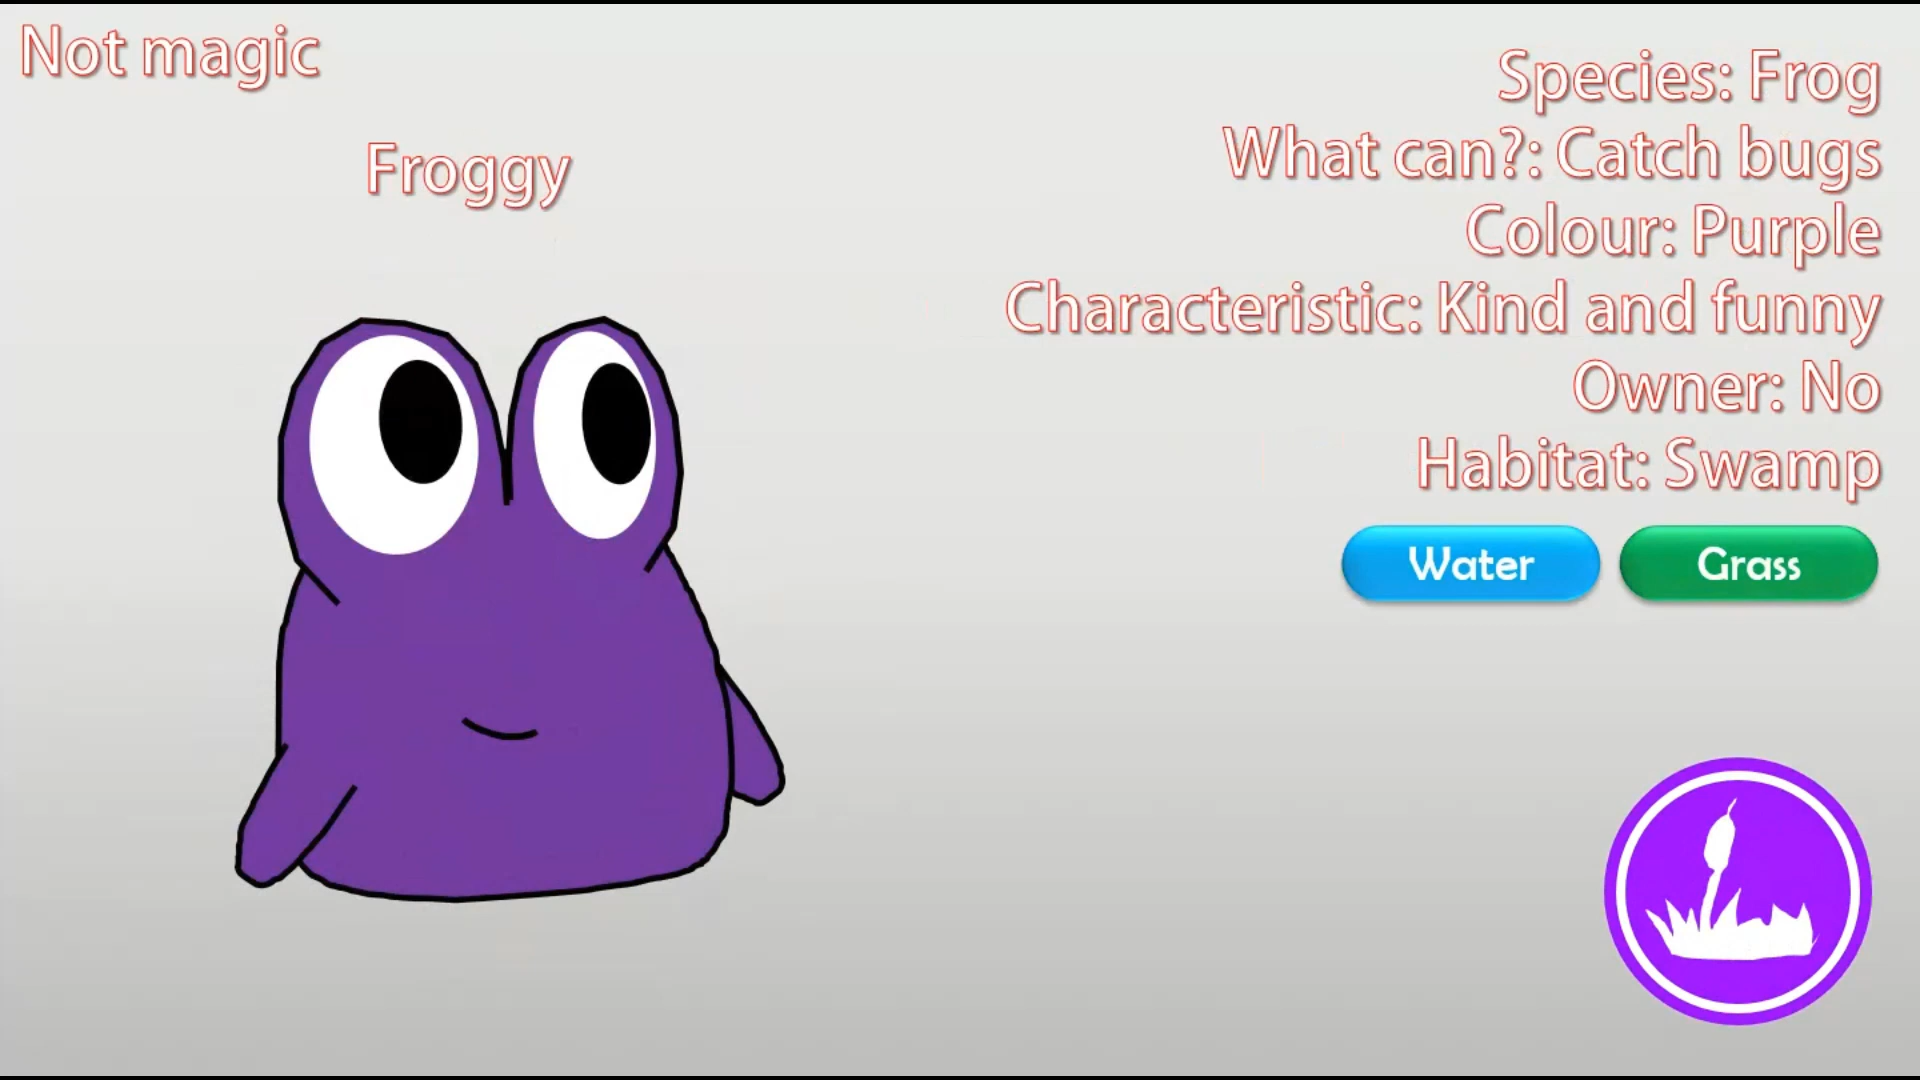 Not magic
Froggy
Species: Frog
What can?: Catch bugs
Colour: Purple
Characteristic: Kind and funny
Owner: No
Habitat: Swamp
Water
Grass